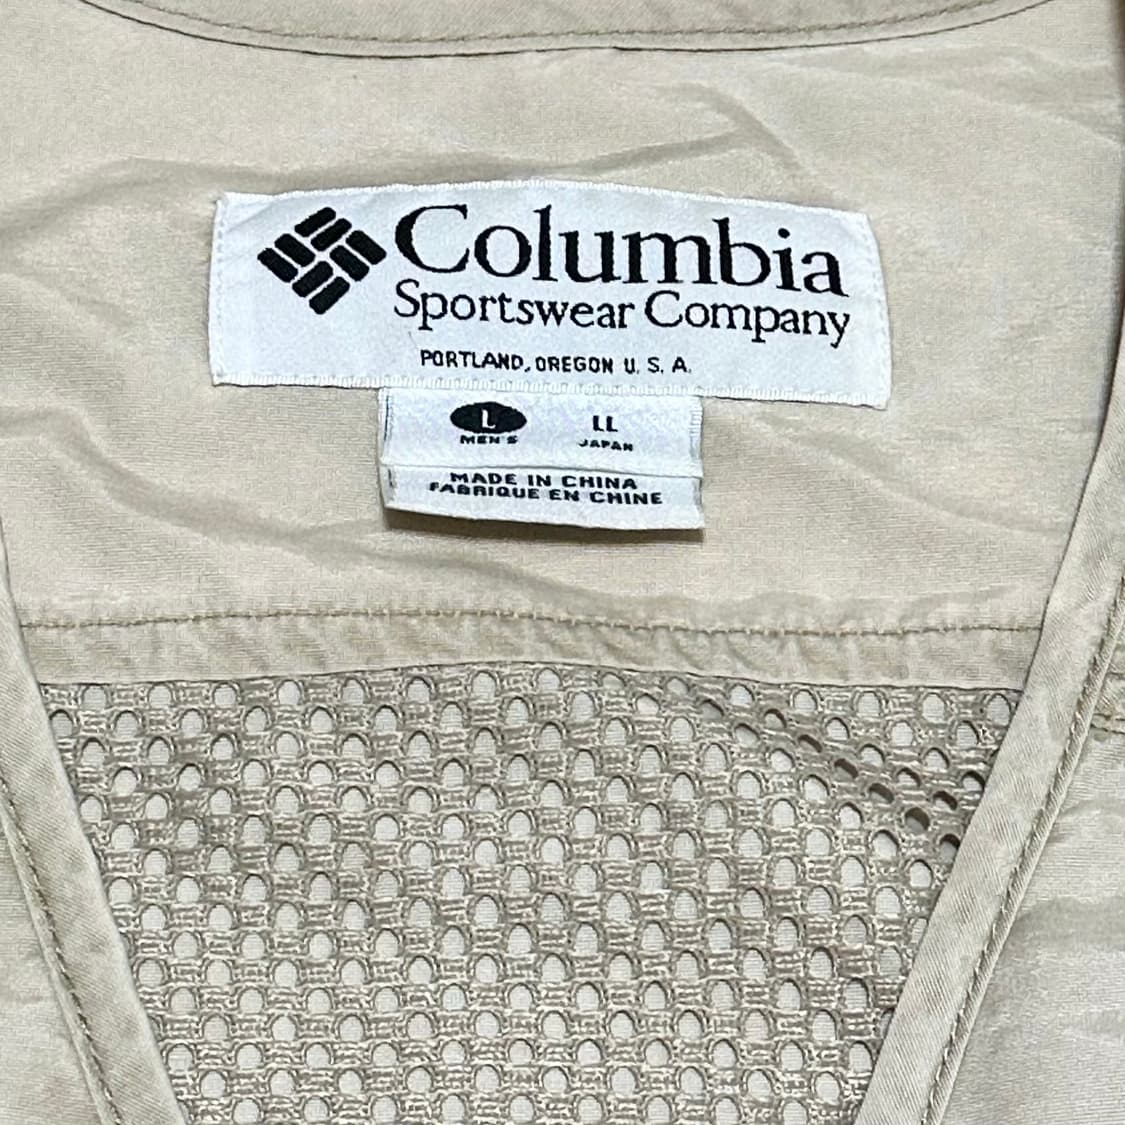 Columbia
Sportswear Company
PORTLAND, OREGON U. S. A.
L LL
MEN'S JAPAN
MADE IN CHINA
FABRIQUE EN CHINE